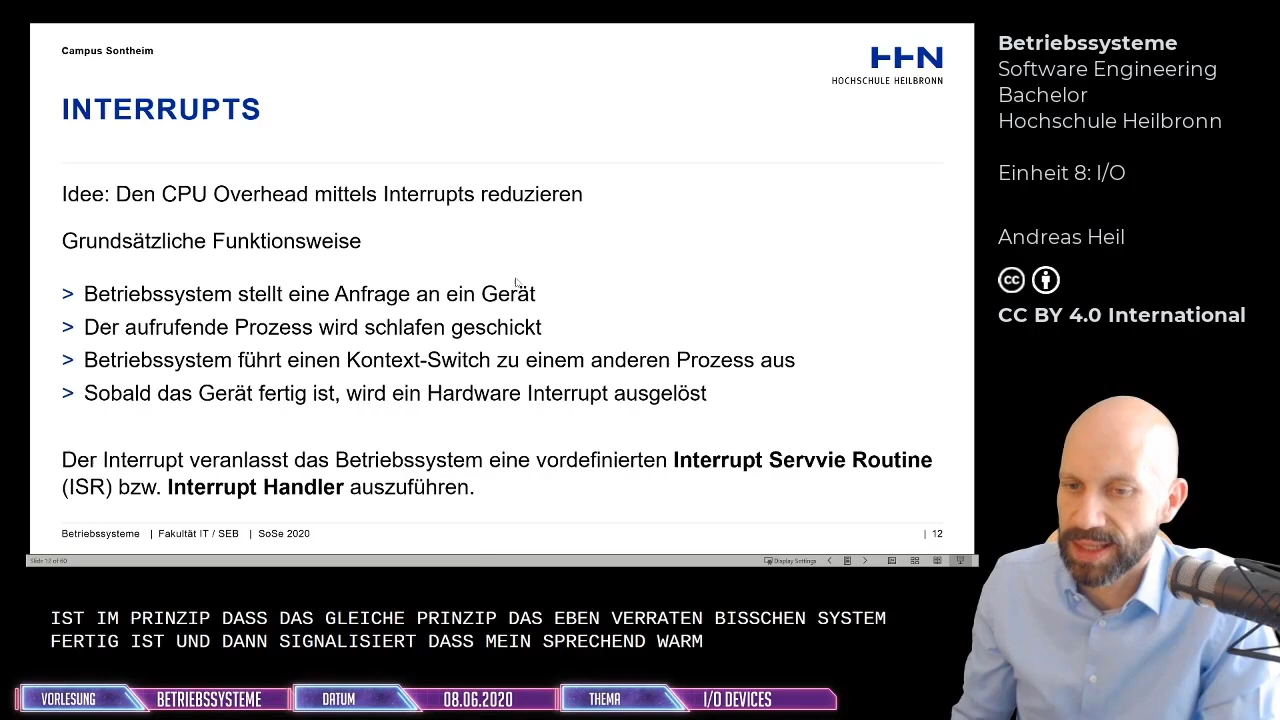 Campus Sontheim
HHN
HOCHSCHULE HEILBRONN
INTERRUPTS
Idee: Den CPU Overhead mittels Interrupts reduzieren
Grundsätzliche Funktionsweise
> Betriebssystem stellt eine Anfrage an ein Gerät
> Der aufrufende Prozess wird schlafen geschickt
> Betriebssystem führt einen Kontext-Switch zu einem anderen Prozess aus
> Sobald das Gerät fertig ist, wird ein Hardware Interrupt ausgelöst
Der Interrupt veranlasst das Betriebssystem eine vordefinierten Interrupt Servvie Routine
(ISR) bzw. Interrupt Handler auszuführen.
Betriebssysteme | Fakultät IT / SEB | SoSe 2020 | 12
Display Settings
Betriebssysteme
Software Engineering
Bachelor
Hochschule Heilbronn
Einheit 8: I/O
Andreas Heil
cc
CC BY 4.0 International
IST IM PRINZIP DASS DAS GLEICHE PRINZIP DAS EBEN VERRATEN BISSCHEN SYSTEM
FERTIG IST UND DANN SIGNALISIERT DASS MEIN SPRECHEND WARM
VORLESUNG BETRIEBSSYSTEME DATUM 08.06.2020 THEMA I/O DEVICES